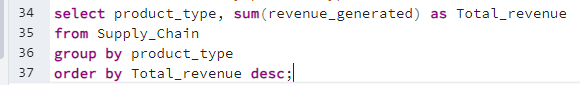 34 select product_type, sum(revenue_generated) as Total_revenue
35 from Supply_Chain
36 group by product_type
37 order by Total_revenue desc;